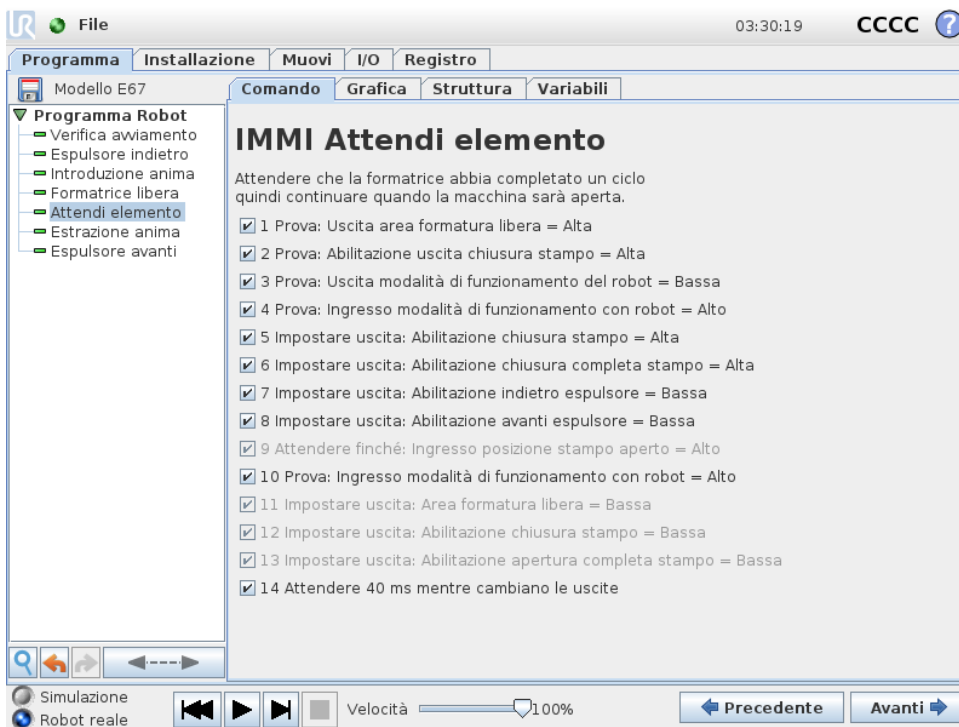 UR File 03:30:19 CCCC ?
Programma Installazione Muovi I/O Registro
Modello E67
Comando Grafica Struttura Variabili
Programma Robot
Verifica avviamento
Espulsore indietro
Introduzione anima
Formatrice libera
Attendi elemento
Estrazione anima
Espulsore avanti
IMMI Attendi elemento
Attendere che la formatrice abbia completato un ciclo
quindi continuare quando la macchina sarà aperta.
1 Prova: Uscita area formatura libera = Alta
2 Prova: Abilitazione uscita chiusura stampo = Alta
3 Prova: Uscita modalità di funzionamento del robot = Bassa
4 Prova: Ingresso modalità di funzionamento con robot = Alto
5 Impostare uscita: Abilitazione chiusura stampo = Alta
6 Impostare uscita: Abilitazione chiusura completa stampo = Alta
7 Impostare uscita: Abilitazione indietro espulsore = Bassa
8 Impostare uscita: Abilitazione avanti espulsore = Bassa
9 Attendere finché: Ingresso posizione stampo aperto = Alto
10 Prova: Ingresso modalità di funzionamento con robot = Alto
11 Impostare uscita: Area formatura libera = Bassa
12 Impostare uscita: Abilitazione chiusura stampo = Bassa
13 Impostare uscita: Abilitazione apertura completa stampo = Bassa
14 Attendere 40 ms mentre cambiano le uscite
Simulazione
Robot reale
Velocità 100%
Precedente Avanti